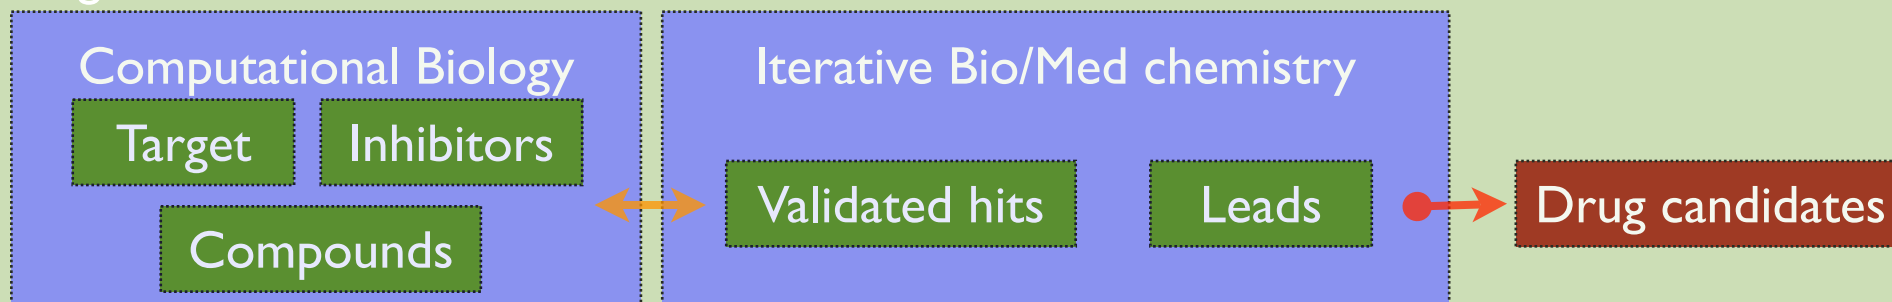 Computational Biology
Target
Inhibitors
Compounds
Iterative Bio/Med chemistry
Validated hits
Leads
Drug candidates